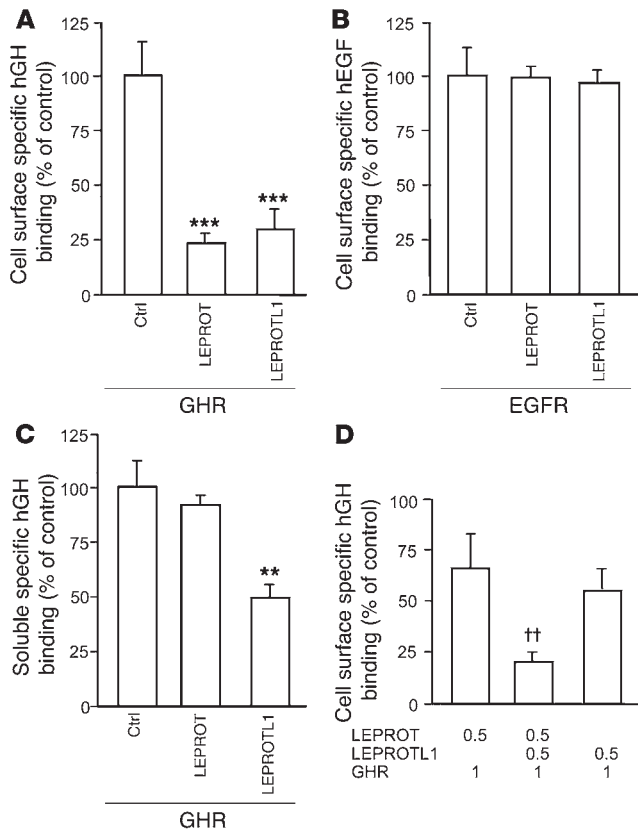 A
Cell surface specific hGH
binding (% of control)
125
100
75
50
25
0
***
***
Ctrl
LEPROT
LEPROTL1
GHR
B
Cell surface specific hEGF
binding (% of control)
125
100
75
50
25
0
Ctrl
LEPROT
LEPROTL1
EGFR
C
Soluble specific hGH
binding (% of control)
125
100
75
50
25
0
**
Ctrl
LEPROT
LEPROTL1
GHR
D
Cell surface specific hGH
binding (% of control)
100
75
50
25
0
††
LEPROT 0.5 0.5
LEPROTL1 0.5 0.5
GHR 1 1 1